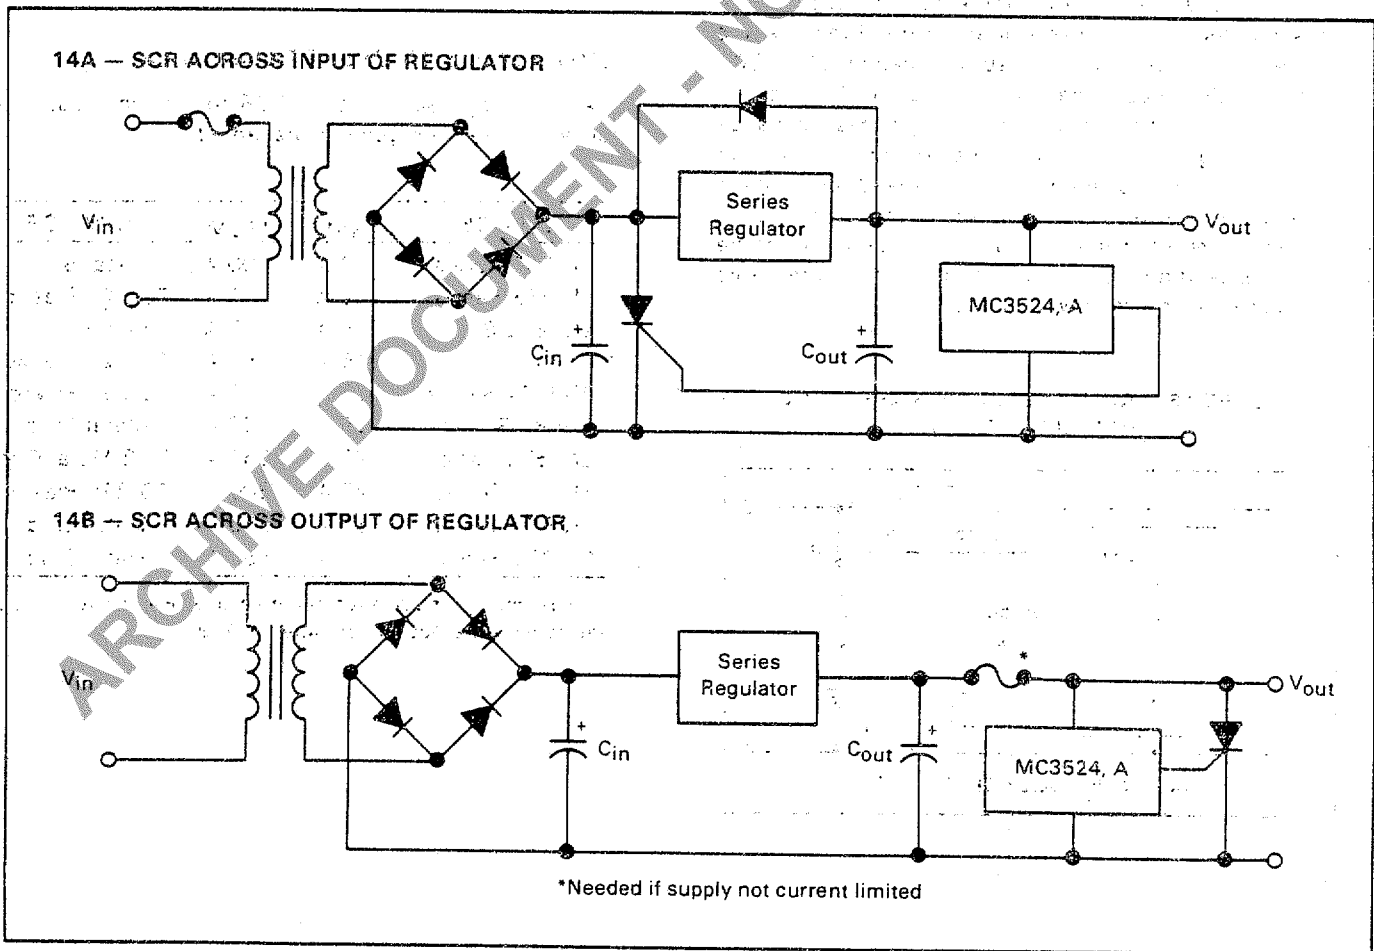 14A — SCR ACROSS INPUT OF REGULATOR
Vin
Series
Regulator
Vout
MC3524, A
+
Cin
+
Cout
14B — SCR ACROSS OUTPUT OF REGULATOR
Vin
Series
Regulator
*
Vout
+
Cin
+
Cout
MC3524, A
*Needed if supply not current limited
ARCHIVE DOCUMENT - NO